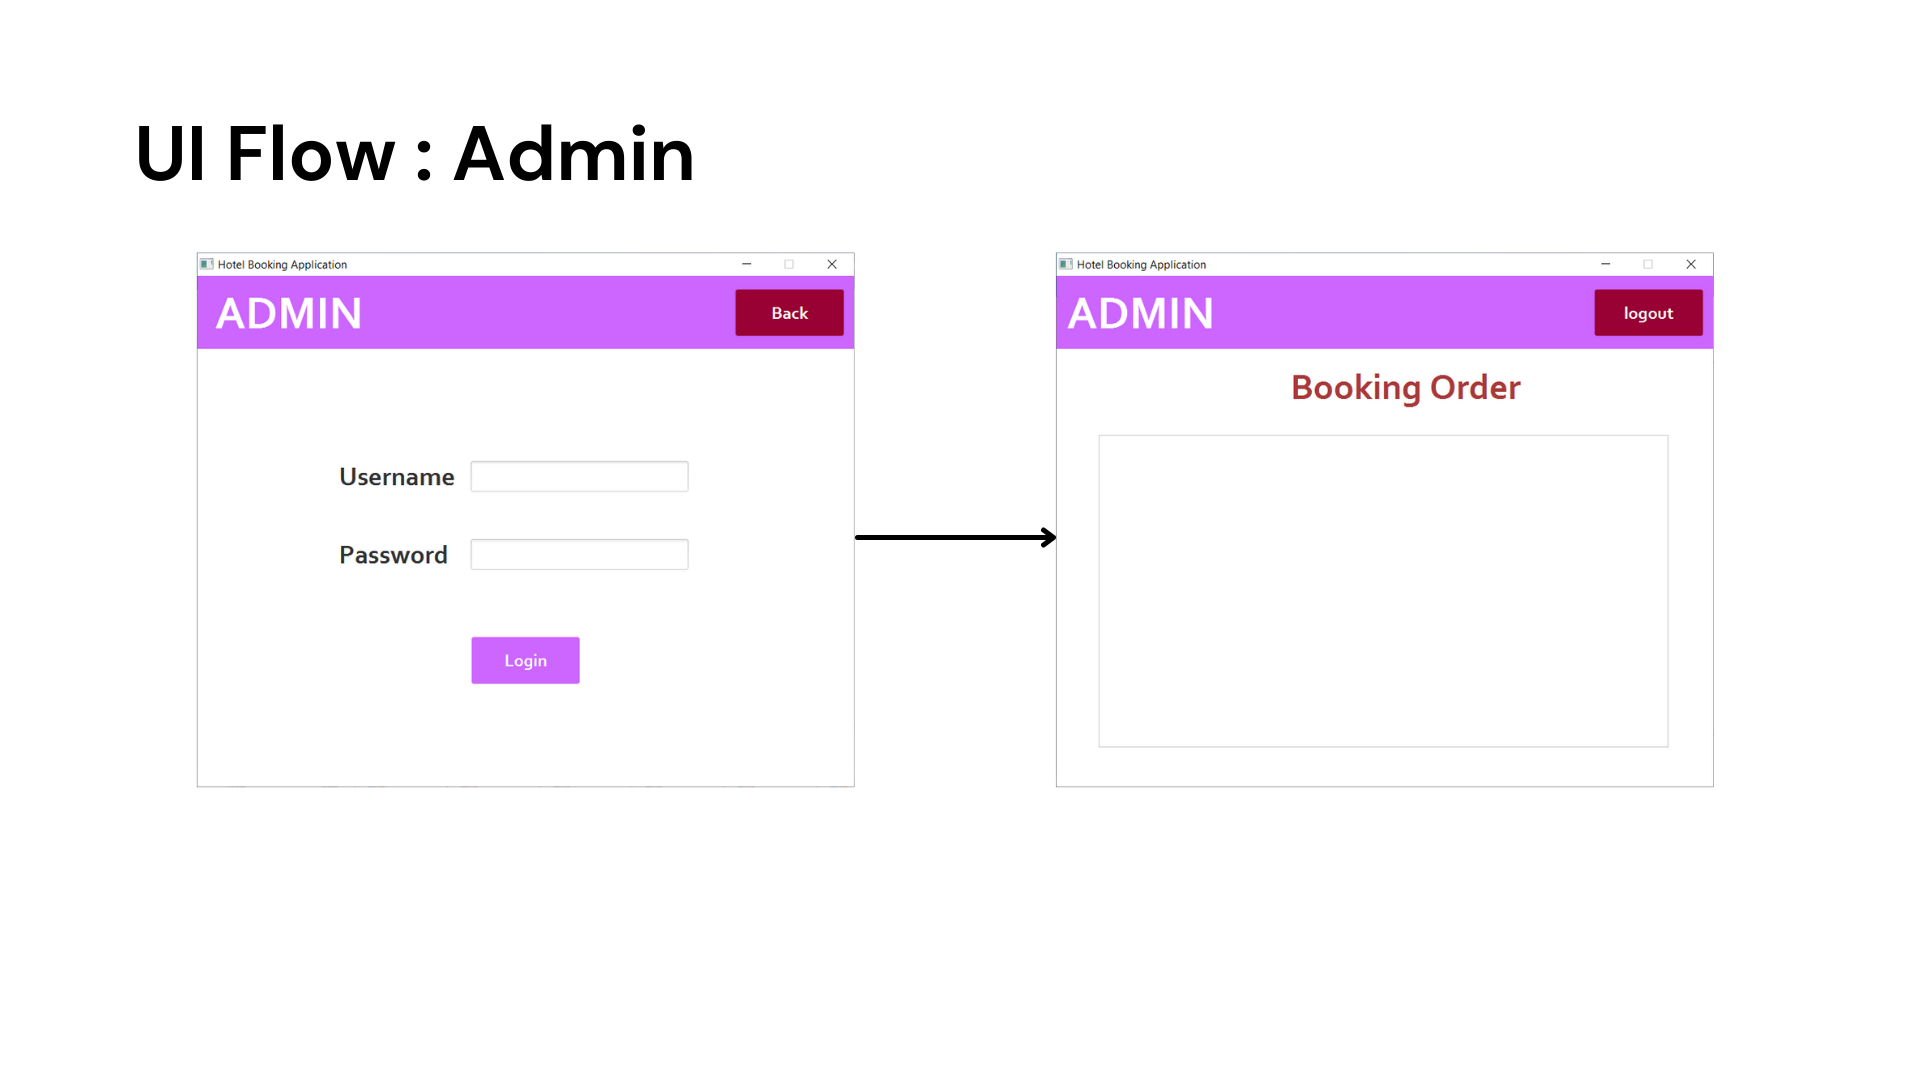 UI Flow : Admin
Hotel Booking Application
ADMIN
Back
Username
Password
Login
Hotel Booking Application
ADMIN
logout
Booking Order